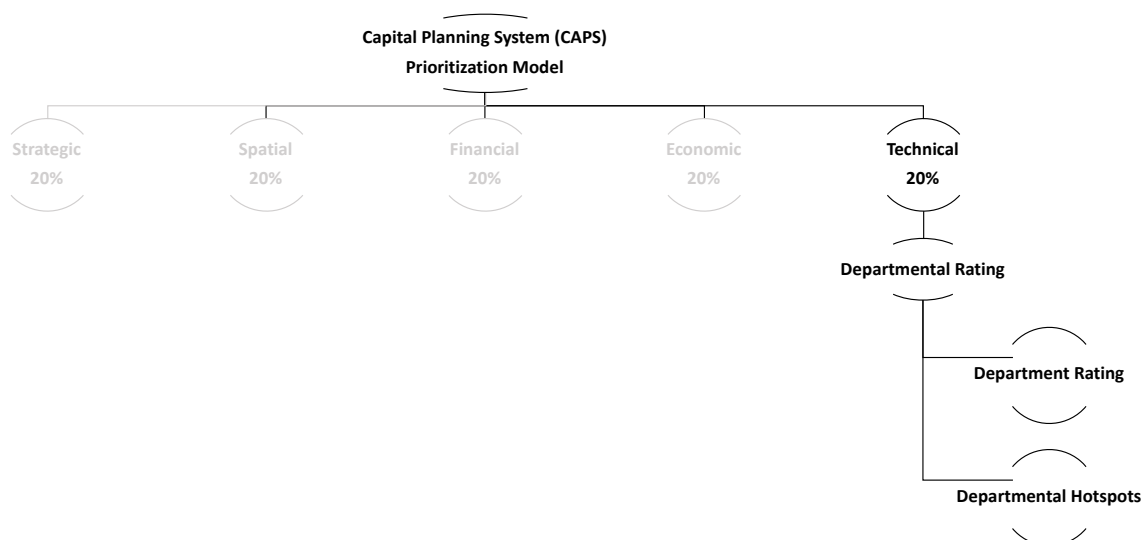 Capital Planning System (CAPS)
Prioritization Model
Strategic
20%
Spatial
20%
Financial
20%
Economic
20%
Technical
20%
Departmental Rating
Department Rating
Departmental Hotspots